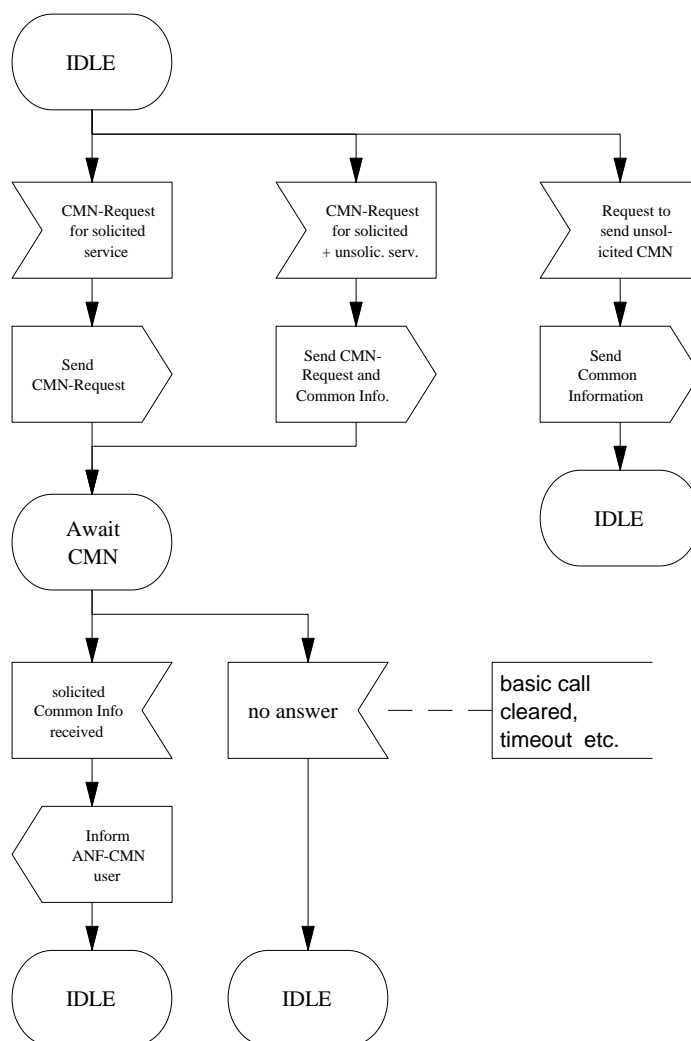 IDLE
CMN-Request
for solicited
service
CMN-Request
for solicited
+ unsolic. serv.
Request to
send unsol-
icited CMN
Send
CMN-Request
Send CMN-
Request and
Common Info.
Send
Common
Information
Await
CMN
IDLE
solicited
Common Info
received
no answer
basic call
cleared,
timeout etc.
Inform
ANF-CMN
user
IDLE
IDLE